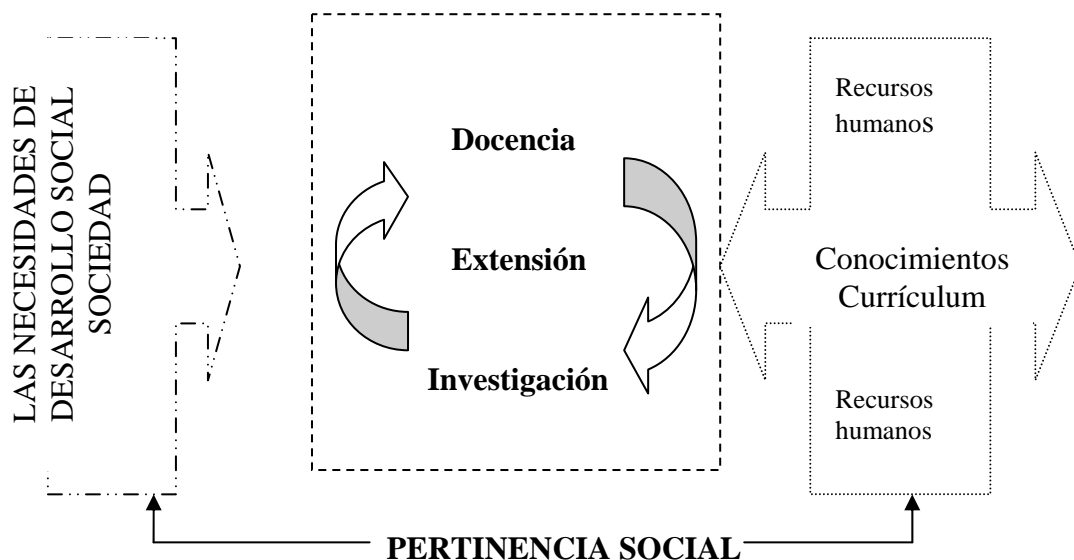 LAS NECESIDADES DE
DESARROLLO SOCIAL
SOCIEDAD
Docencia
Extensión
Investigación
Recursos
humanos
Conocimientos
Currículum
Recursos
humanos
PERTINENCIA SOCIAL